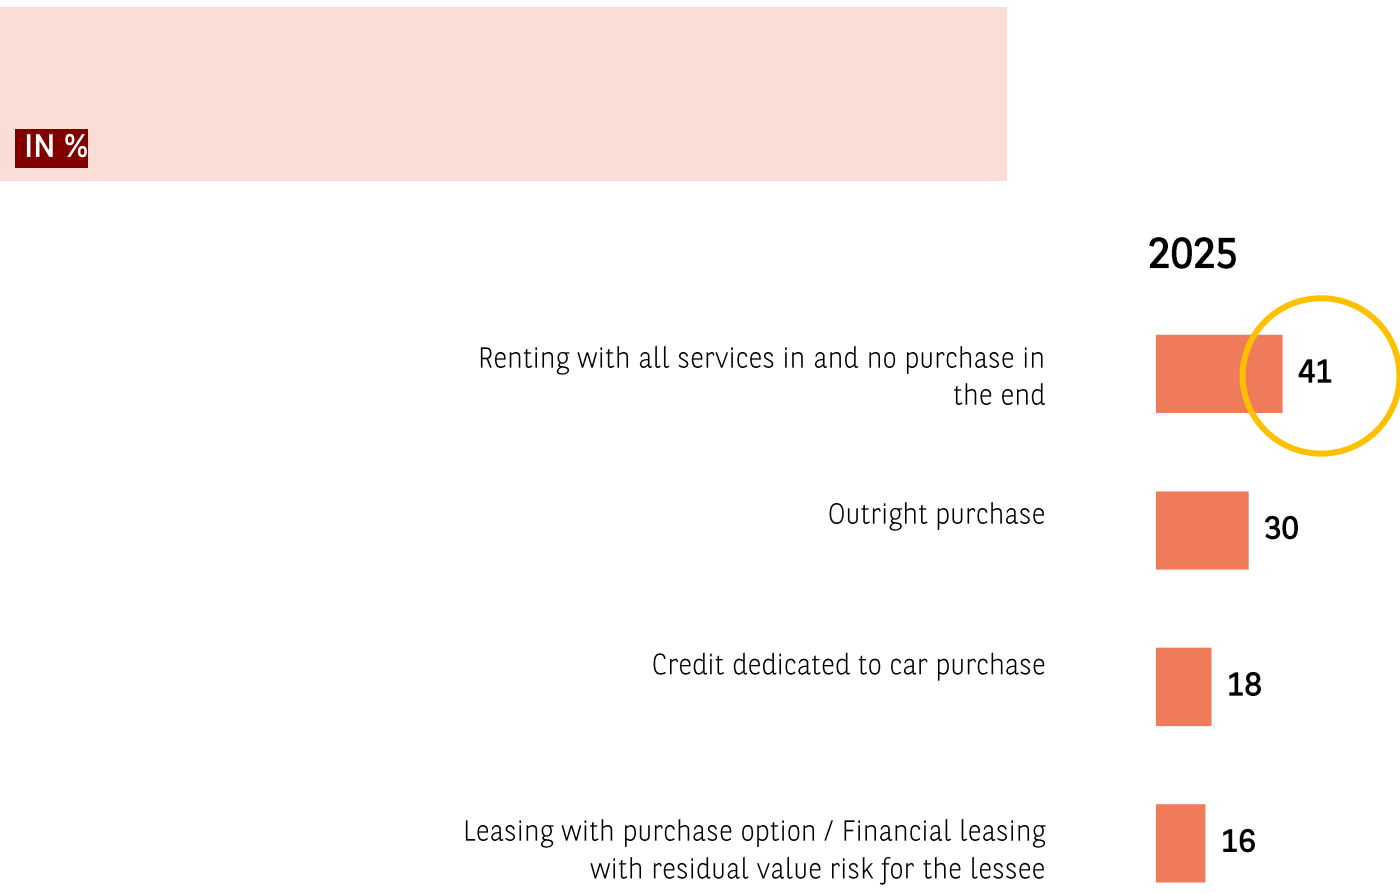 IN %
2025
Renting with all services in and no purchase in
the end
41
Outright purchase
30
Credit dedicated to car purchase
18
Leasing with purchase option / Financial leasing
with residual value risk for the lessee
16